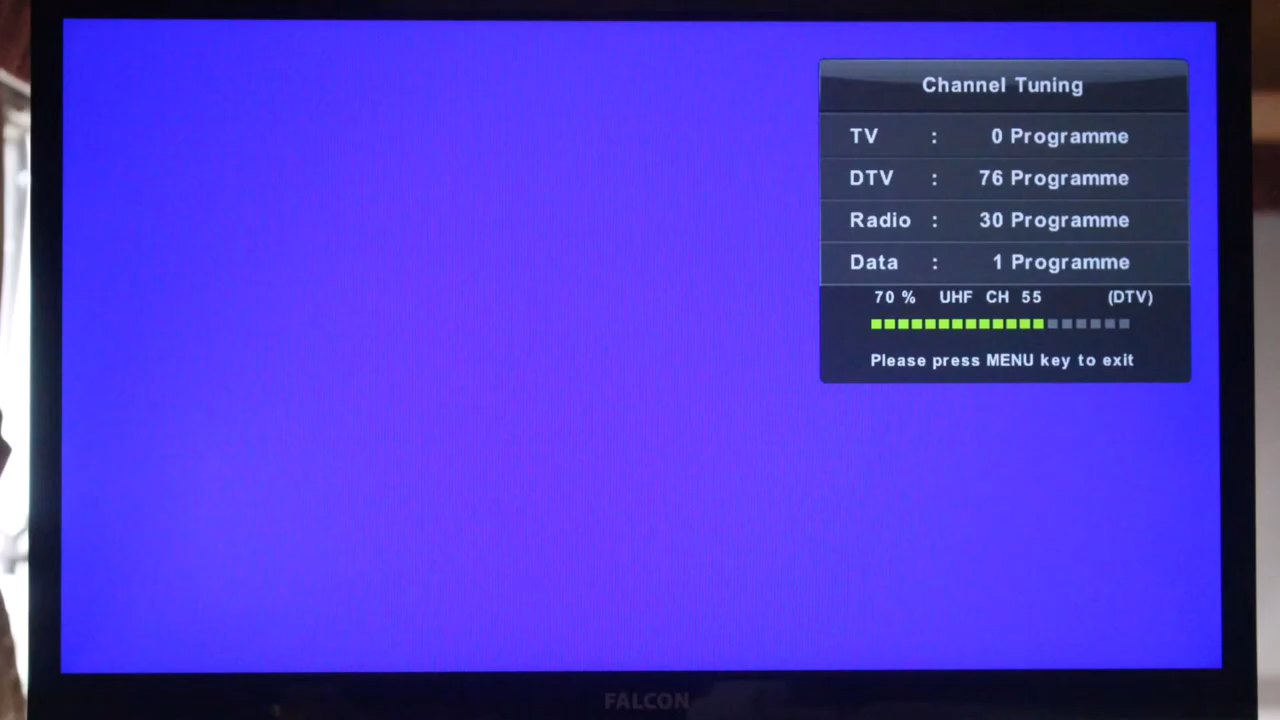 Channel Tuning
TV : 0 Programme
DTV : 76 Programme
Radio : 30 Programme
Data : 1 Programme
70 % UHF CH 55 (DTV)
Please press MENU key to exit
FALCON